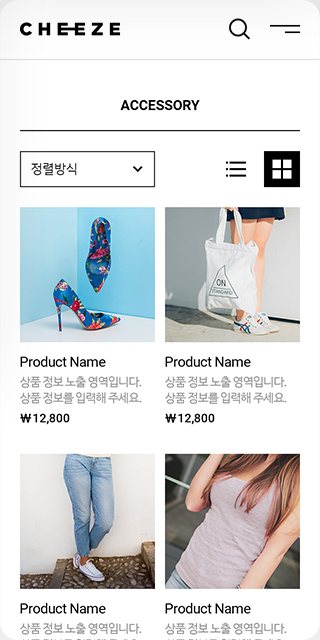 CHEEZE
ACCESSORY
정렬방식
ON
STANDARD
Product Name
상품 정보 노출 영역입니다.
상품 정보를 입력해 주세요.
₩12,800
Product Name
상품 정보 노출 영역입니다.
상품 정보를 입력해 주세요.
₩12,800
Product Name
상품 정보 노출 영역입니다.
Product Name
상품 정보 노출 영역입니다.